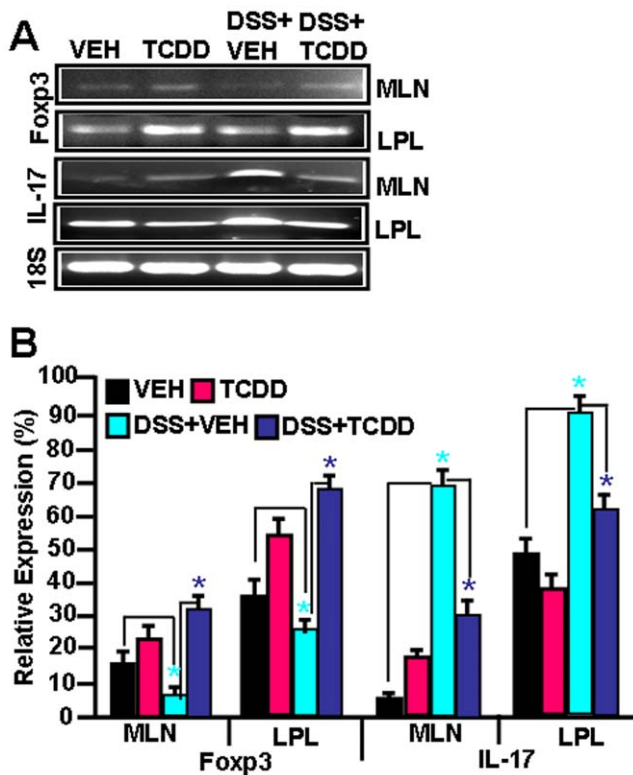 A
VEH TCDD DSS+ VEH DSS+ TCDD
Foxp3
MLN
LPL
IL-17
MLN
LPL
18S
B
Relative Expression (%)
100
90
80
70
60
50
40
30
20
10
0
VEH TCDD
DSS+VEH DSS+TCDD
* * * * * * * *
MLN LPL MLN LPL
Foxp3 IL-17